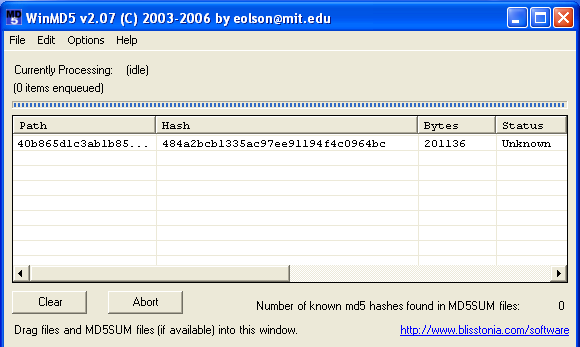 WinMD5 v2.07 (C) 2003-2006 by eolson@mit.edu
File Edit Options Help
Currently Processing: (idle)
(0 items enqueued)
Path Hash Bytes Status
40b865d1c3ab1b85... 484a2bcb1335ac97ee91194f4c0964bc 201136 Unknown
Clear Abort Number of known md5 hashes found in MD5SUM files: 0
Drag files and MD5SUM files (if available) into this window. http://www.blisstonia.com/software